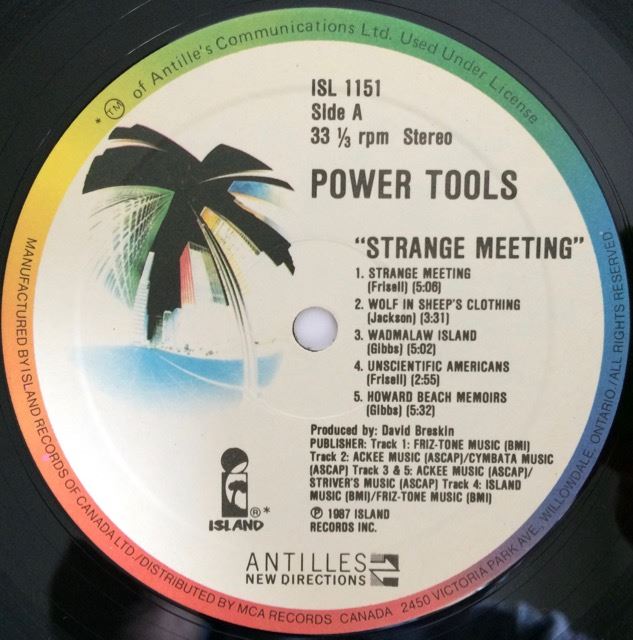 * ™ of Antille's Communications Ltd. Used Under License
ISL 1151
Side A
33 ⅓ rpm Stereo
POWER TOOLS
"STRANGE MEETING"
1. STRANGE MEETING
(Frisell) (5:06)
2. WOLF IN SHEEP'S CLOTHING
(Jackson) (3:31)
3. WADMALAW ISLAND
(Gibbs) (5:02)
4. UNSCIENTIFIC AMERICANS
(Frisell) (2:55)
5. HOWARD BEACH MEMOIRS
(Gibbs) (5:32)
Produced by: David Breskin
PUBLISHER: Track 1: FRIZ-TONE MUSIC (BMI)
Track 2: ACKEE MUSIC (ASCAP)/CYMBATA MUSIC
(ASCAP) Track 3 & 5: ACKEE MUSIC (ASCAP)/
STRIVER'S MUSIC (ASCAP) Track 4: ISLAND
MUSIC (BMI)/FRIZ-TONE MUSIC (BMI)
℗ 1987 ISLAND
RECORDS INC.
®*
ISLAND
ANTILLES
NEW DIRECTIONS
MANUFACTURED BY ISLAND RECORDS OF CANADA LTD./DISTRIBUTED BY MCA RECORDS CANADA 2450 VICTORIA PARK AVE. WILLOWDALE, ONTARIO/ALL RIGHTS RESERVED